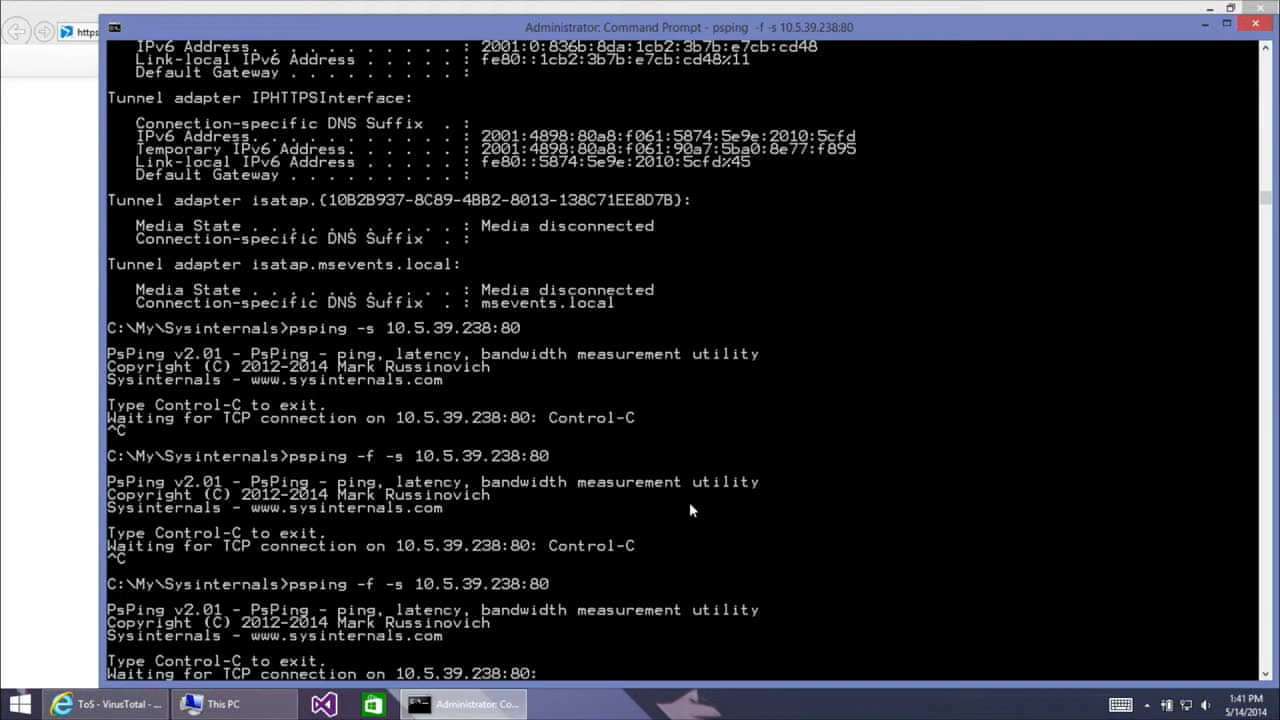 Administrator: Command Prompt - psping  -f -s 10.5.39.238:80
https
IPv6 Address. . . . . . . . . . . : 2001:0:836b:8da:1cb2:3b7b:e7cb:cd48
Link-local IPv6 Address . . . . . : fe80::1cb2:3b7b:e7cb:cd48%11
Default Gateway . . . . . . . . . :
Tunnel adapter IPHTTPSInterface:
Connection-specific DNS Suffix  . :
IPv6 Address. . . . . . . . . . . : 2001:4898:80a8:f061:5874:5e9e:2010:5cfd
Temporary IPv6 Address. . . . . . : 2001:4898:80a8:f061:90a7:5ba0:8e77:f895
Link-local IPv6 Address . . . . . : fe80::5874:5e9e:2010:5cfd%45
Default Gateway . . . . . . . . . :
Tunnel adapter isatap.{10B2B937-8C89-4BB2-8013-138C71EE8D7B}:
Media State . . . . . . . . . . . : Media disconnected
Connection-specific DNS Suffix  . :
Tunnel adapter isatap.msevents.local:
Media State . . . . . . . . . . . : Media disconnected
Connection-specific DNS Suffix  . : msevents.local
C:\My\Sysinternals>psping -s 10.5.39.238:80
PsPing v2.01 - PsPing - ping, latency, bandwidth measurement utility
Copyright (C) 2012-2014 Mark Russinovich
Sysinternals - www.sysinternals.com
Type Control-C to exit.
Waiting for TCP connection on 10.5.39.238:80: Control-C
^C
C:\My\Sysinternals>psping -f -s 10.5.39.238:80
PsPing v2.01 - PsPing - ping, latency, bandwidth measurement utility
Copyright (C) 2012-2014 Mark Russinovich
Sysinternals - www.sysinternals.com
Type Control-C to exit.
Waiting for TCP connection on 10.5.39.238:80: Control-C
^C
C:\My\Sysinternals>psping -f -s 10.5.39.238:80
PsPing v2.01 - PsPing - ping, latency, bandwidth measurement utility
Copyright (C) 2012-2014 Mark Russinovich
Sysinternals - www.sysinternals.com
Type Control-C to exit.
Waiting for TCP connection on 10.5.39.238:80:
ToS - VirusTotal - ...
This PC
Administrator: Co...
1:41 PM
5/14/2014